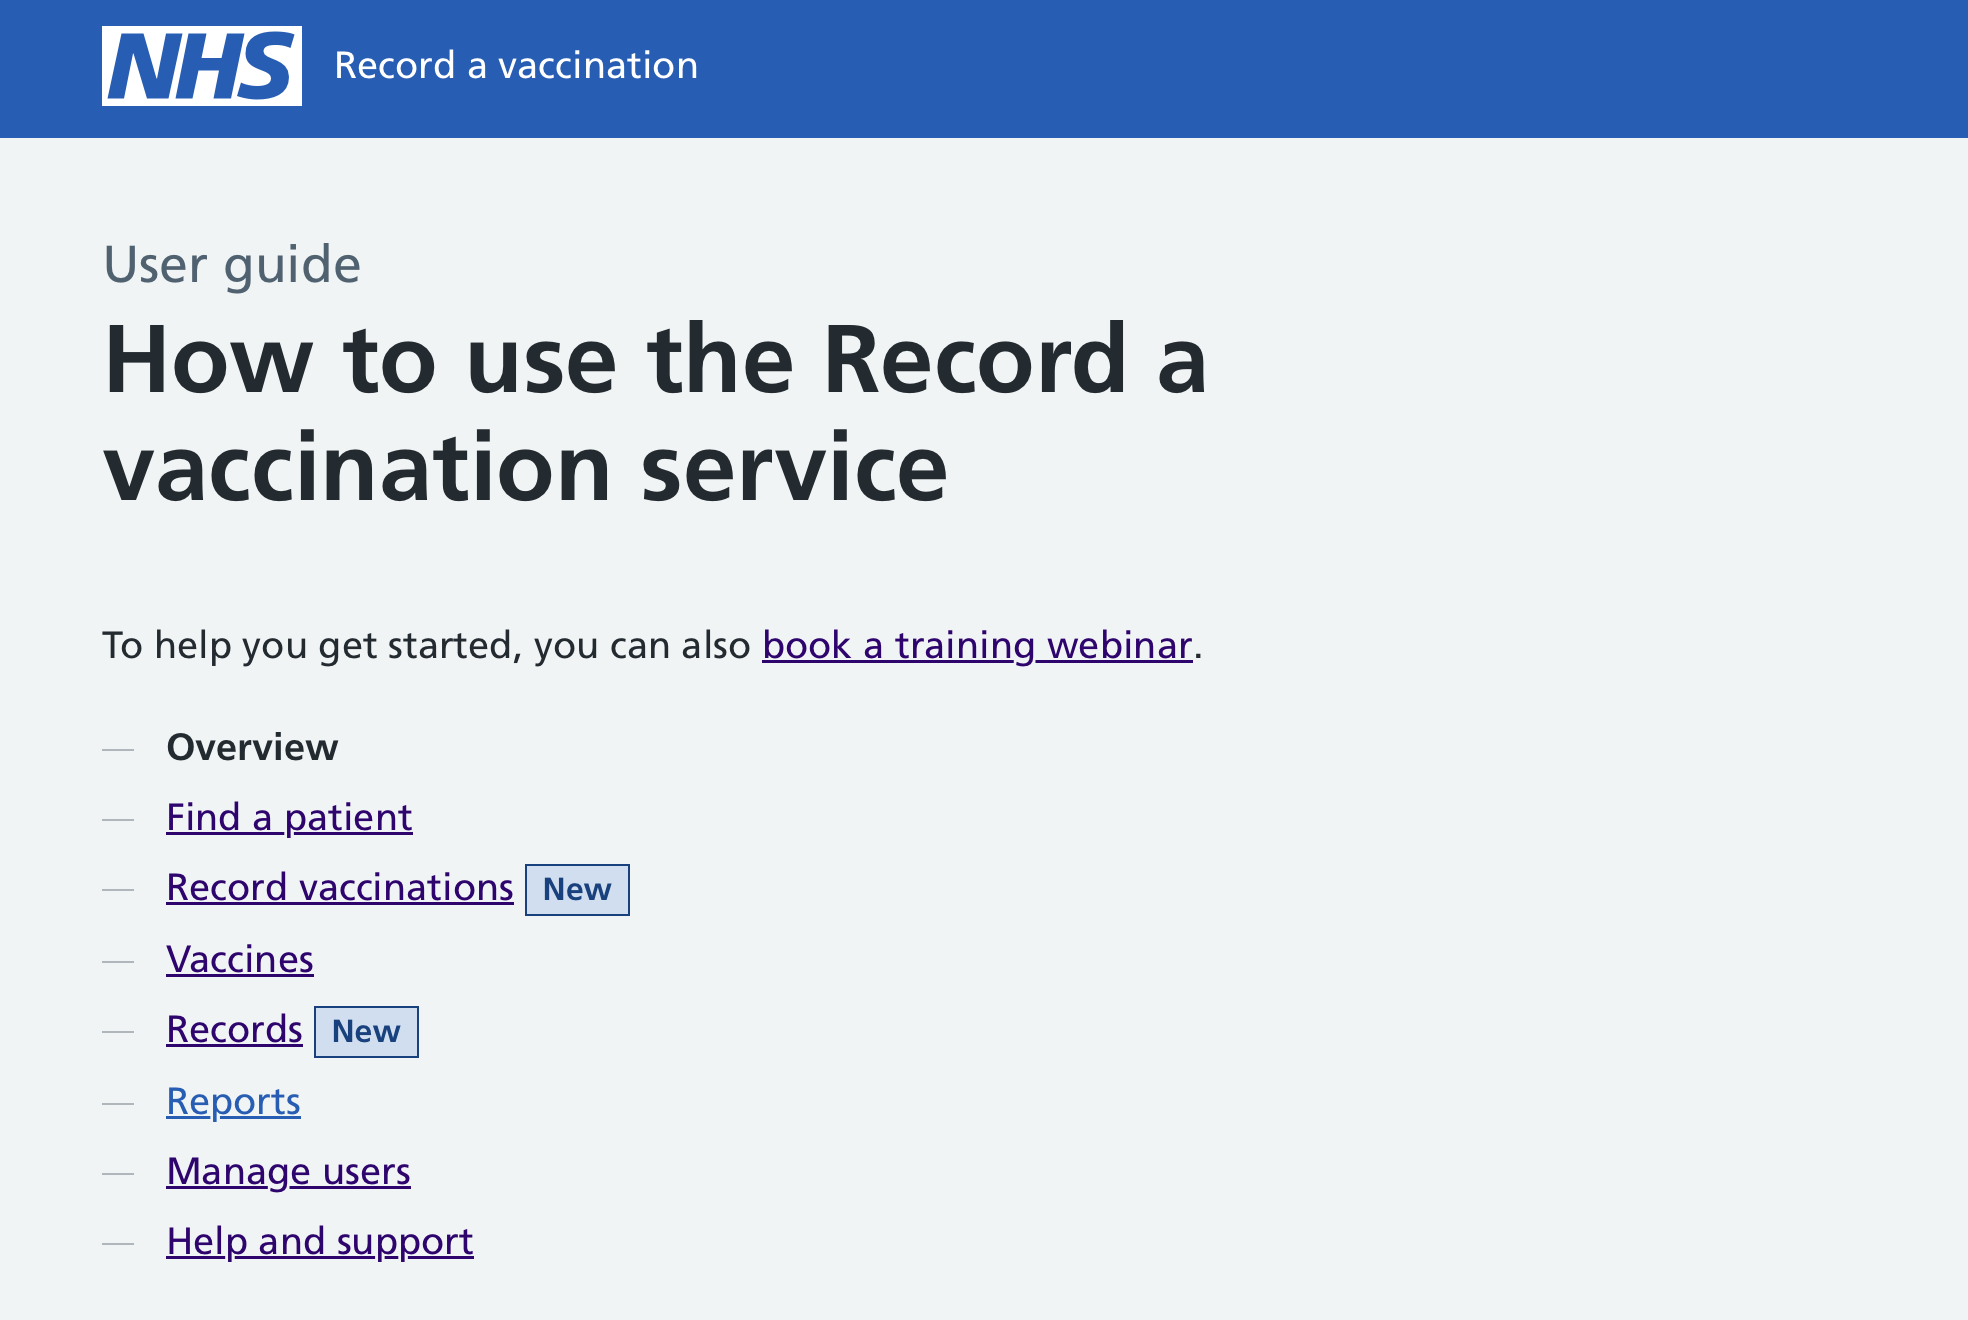 NHS Record a vaccination
User guide
How to use the Record a
vaccination service
To help you get started, you can also book a training webinar.
— Overview
— Find a patient
— Record vaccinations New
— Vaccines
— Records New
— Reports
— Manage users
— Help and support